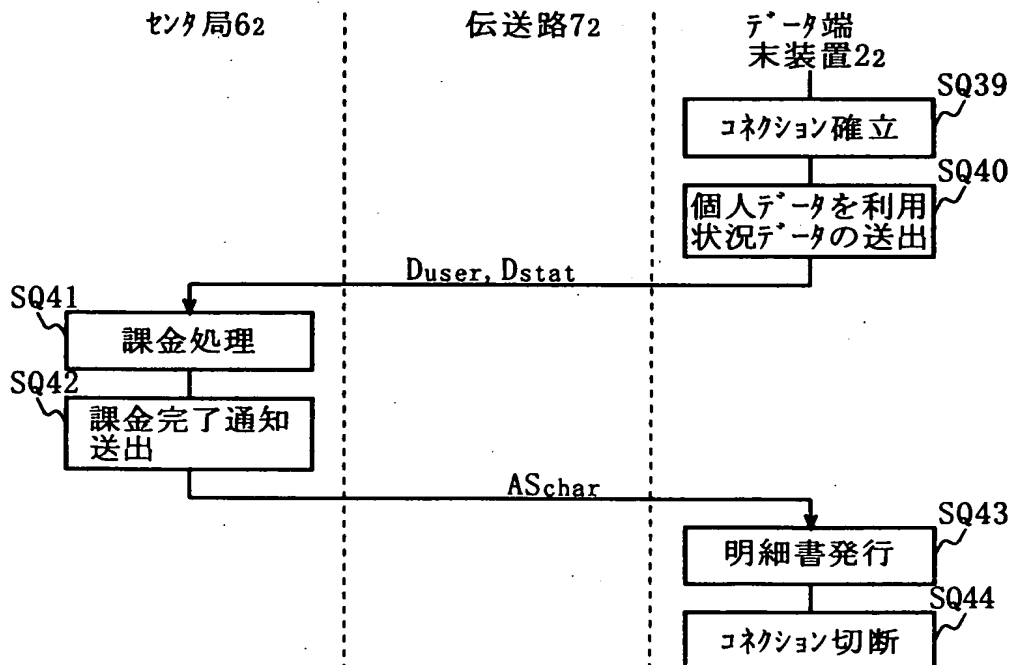 センタ局6₂
伝送路7₂
データ端
末装置2₂
SQ39
コネクション確立
SQ40
個人データを利用
状況データの送出
Duser, Dstat
SQ41
課金処理
SQ42
課金完了通知
送出
ASchar
SQ43
明細書発行
SQ44
コネクション切断